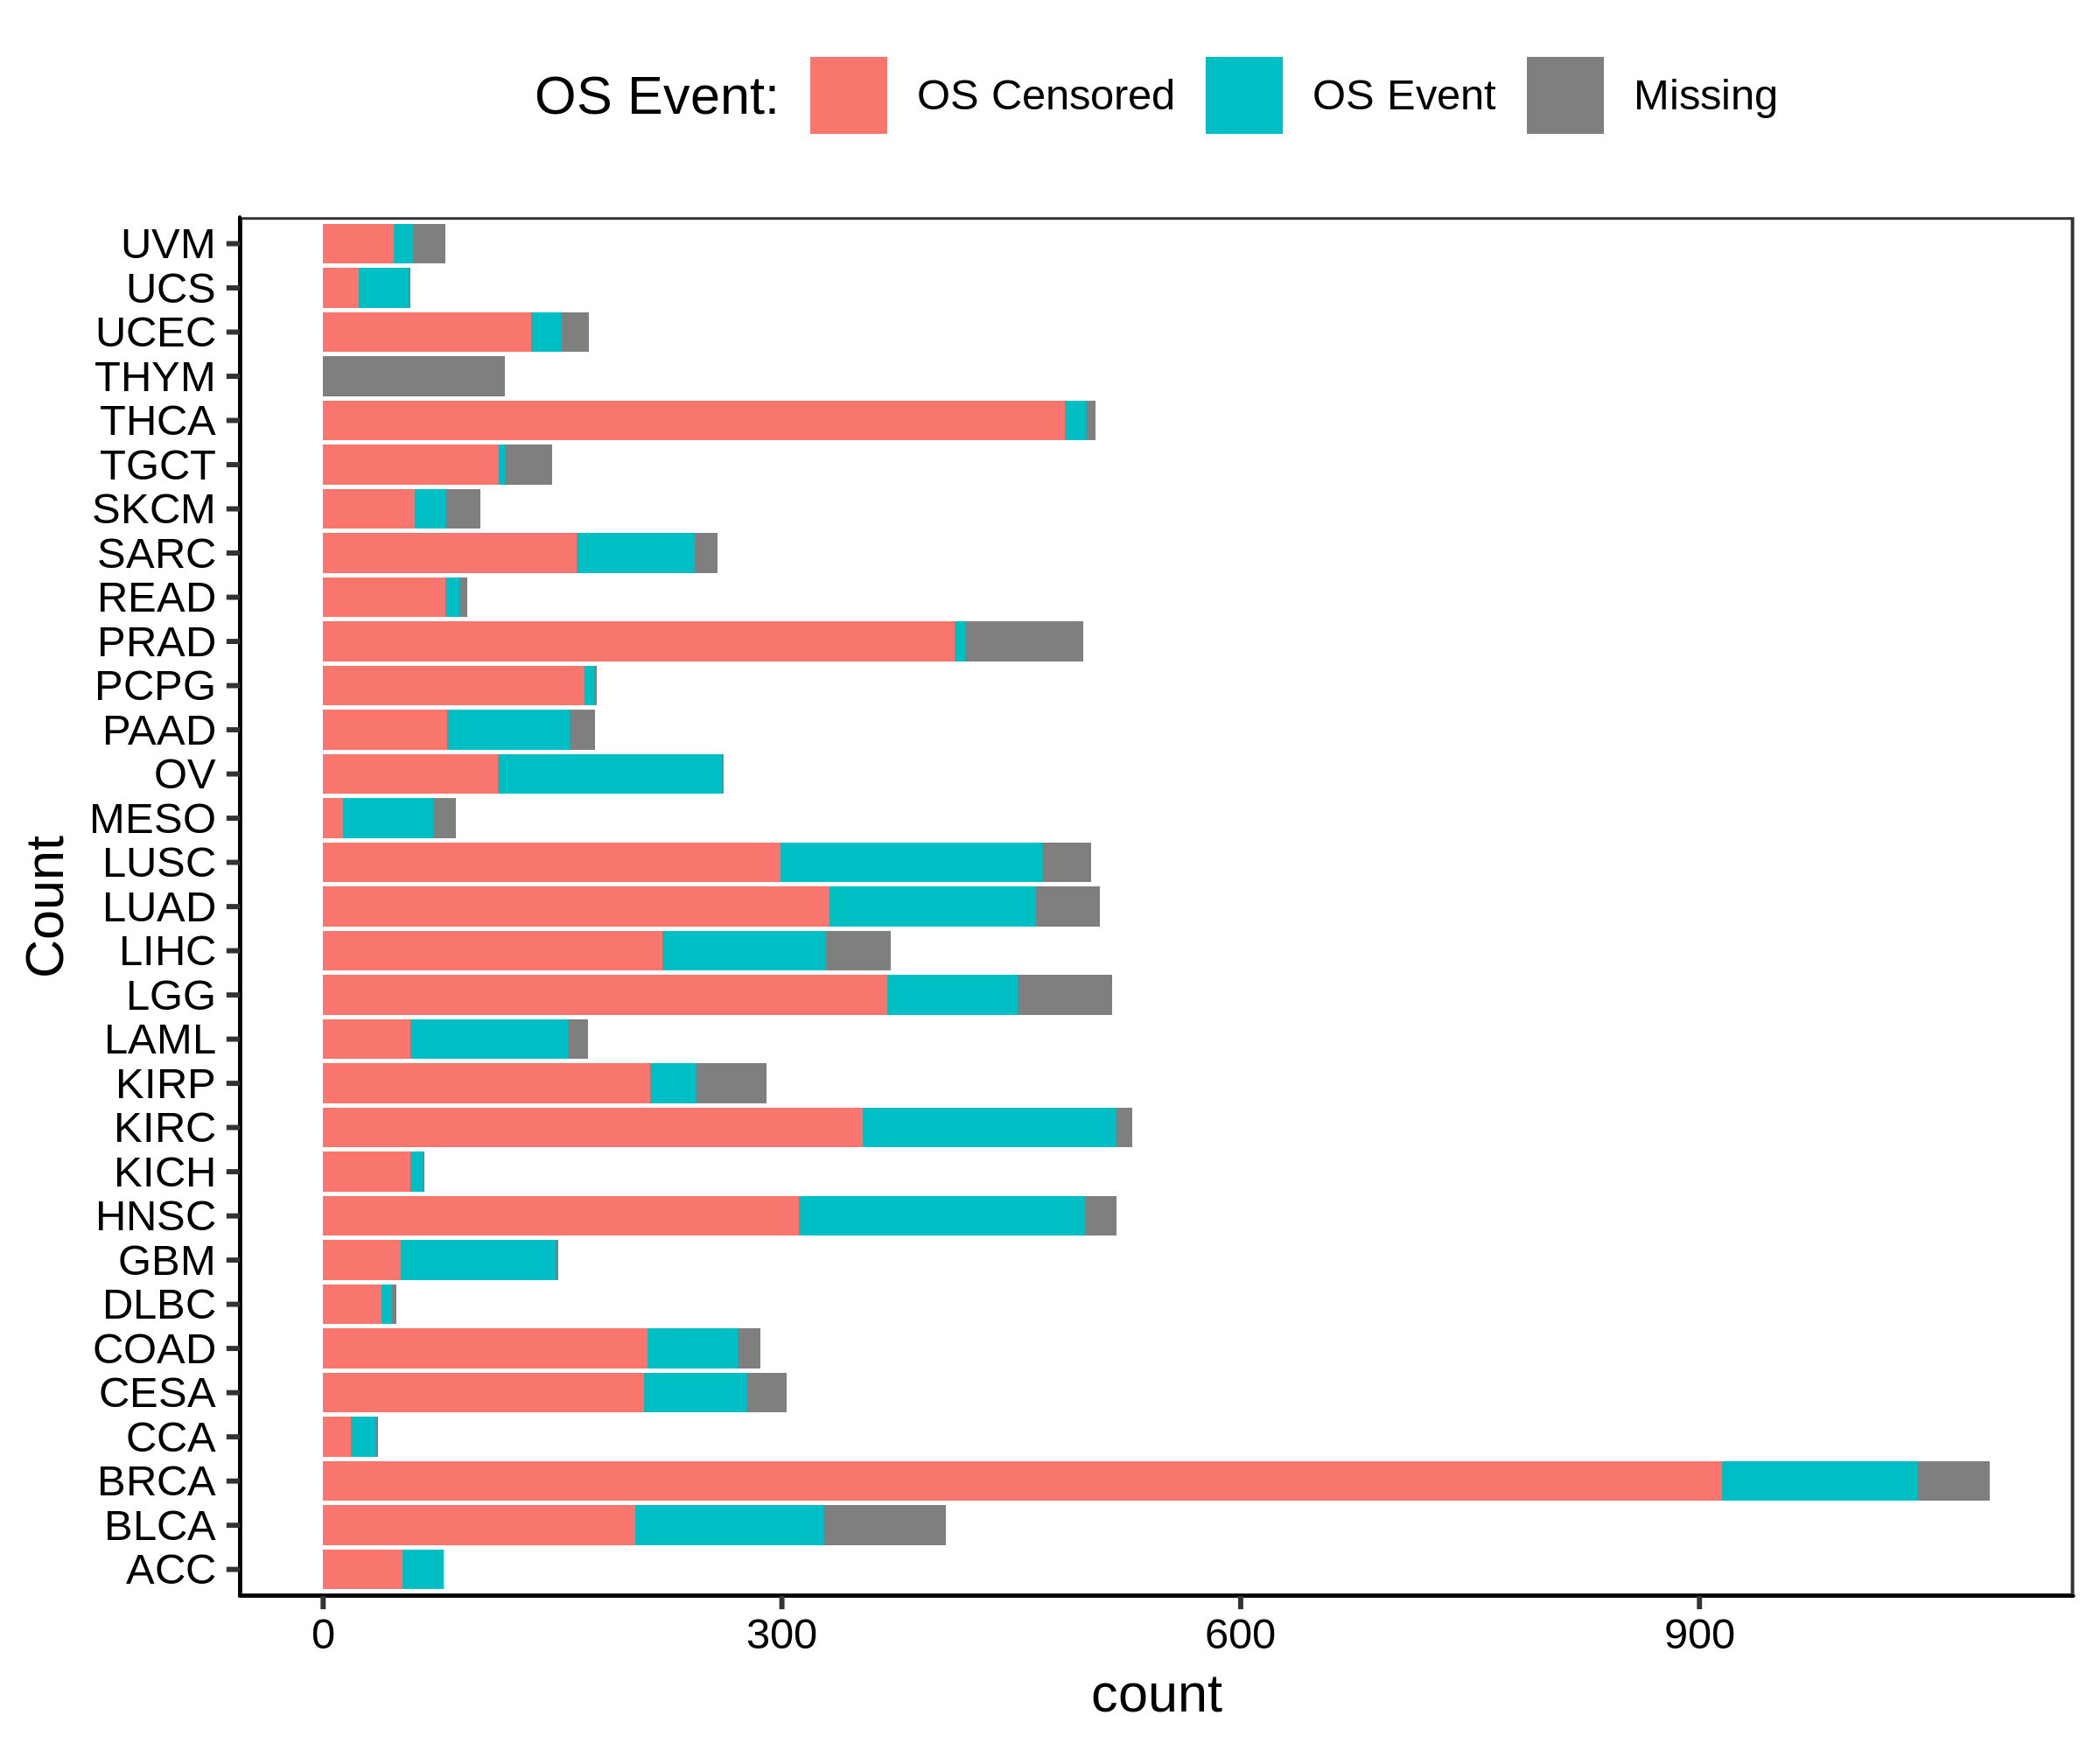 OS Event: OS Censored OS Event Missing
UVM
UCS
UCEC
THYM
THCA
TGCT
SKCM
SARC
READ
PRAD
PCPG
PAAD
OV
MESO
LUSC
LUAD
LIHC
LGG
LAML
KIRP
KIRC
KICH
HNSC
GBM
DLBC
COAD
CESA
CCA
BRCA
BLCA
ACC
Count
0 300 600 900
count